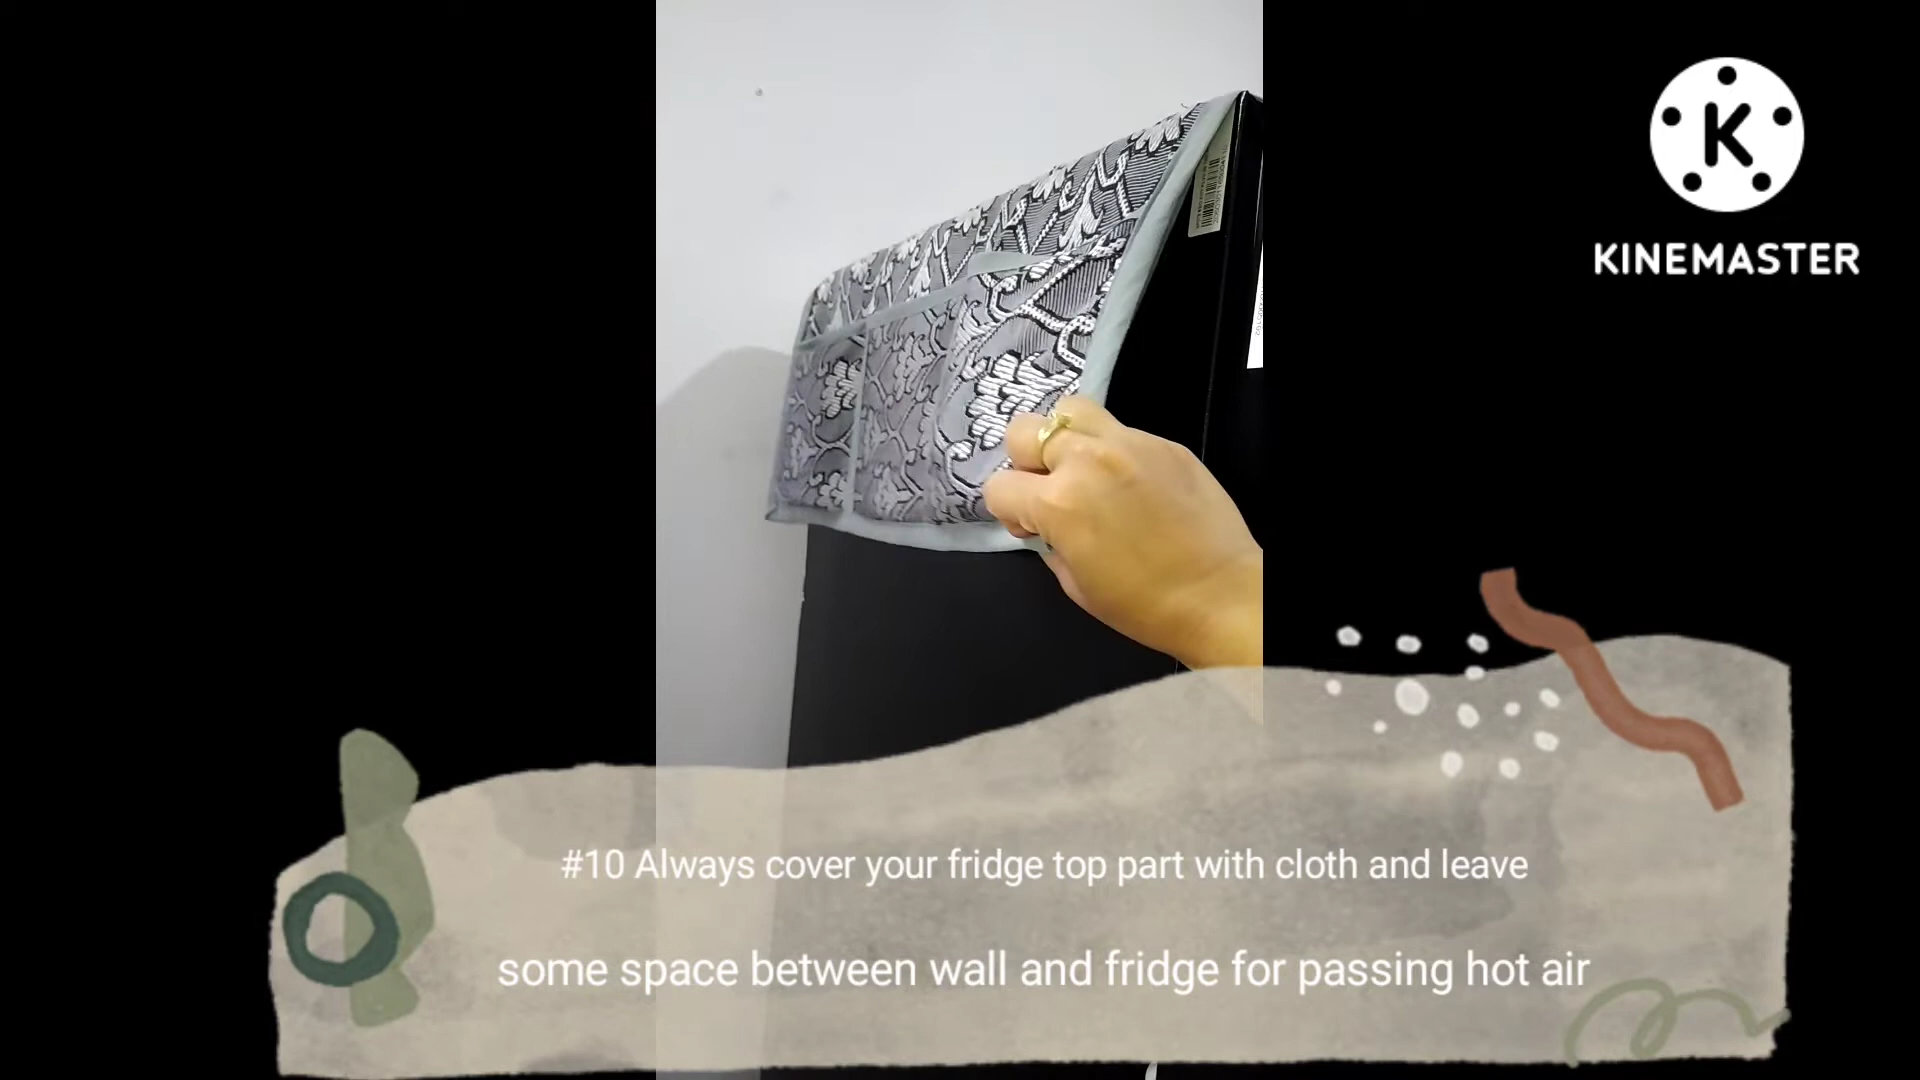 K
KINEMASTER
#10 Always cover your fridge top part with cloth and leave
some space between wall and fridge for passing hot air